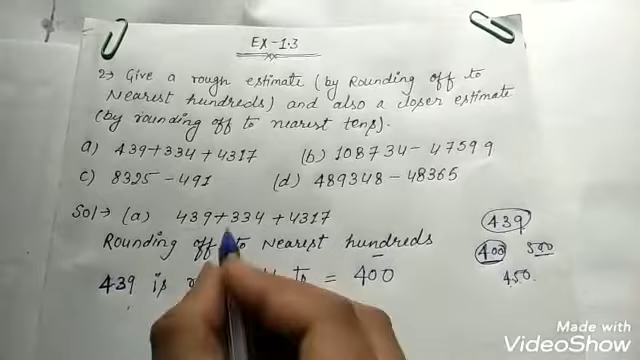 EX-1.3
2→ Give a rough estimate (by Rounding off to
Nearest hundreds) and also a closer estimate
(by rounding off to nearest tens).
a) 439+334+4317 (b) 108734-47599
c) 8325-491 (d) 489348-48365
Sol→ (a) 439+334+4317
Rounding off to Nearest hundreds
439 is to = 400
439
400 500
450
Made with
VideoShow